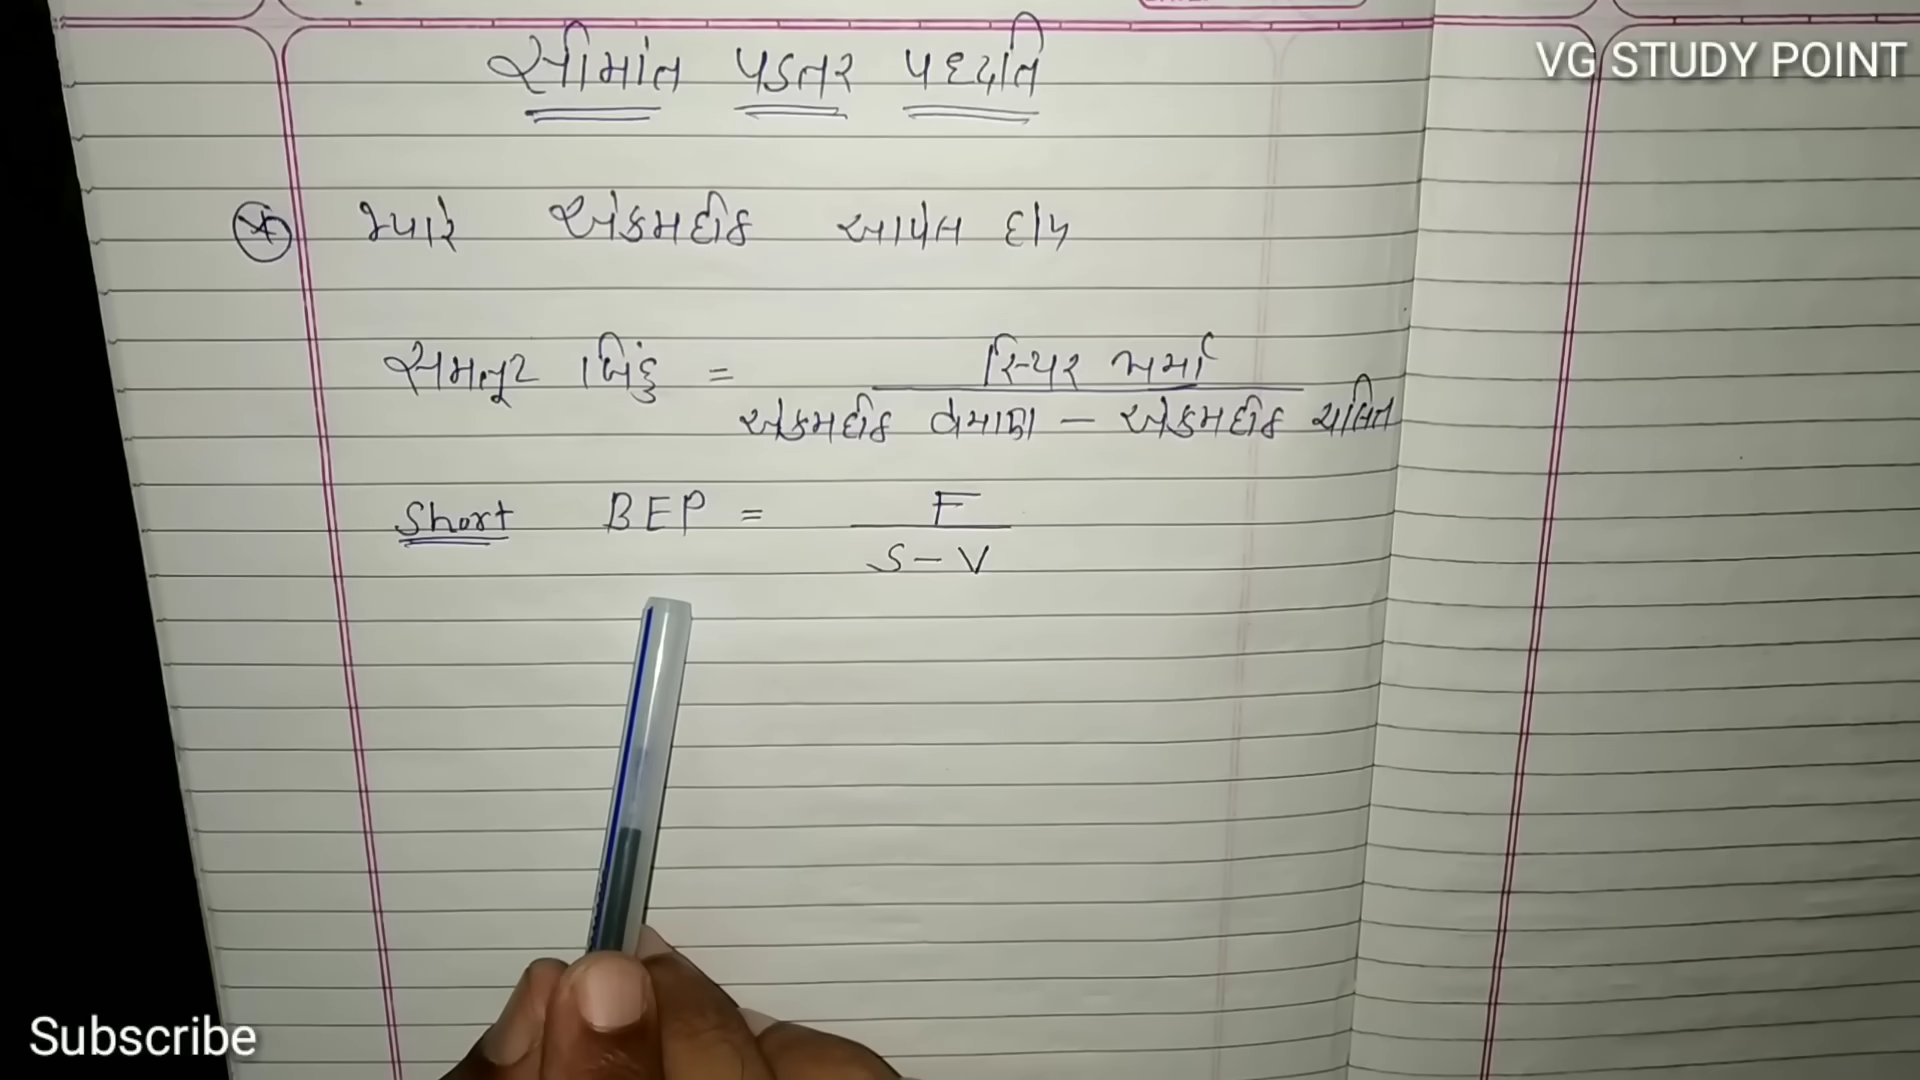 સીમાંત પડતર પદ્ધતિ
VG STUDY POINT
જ્યારે એકમદીઠ આપેલ હોય
સમતૂટ બિંદુ = સ્થિર ખર્ચા
એકમદીઠ વેચાણ - એકમદીઠ ચલિત
Short BEP = F
S - V
Subscribe